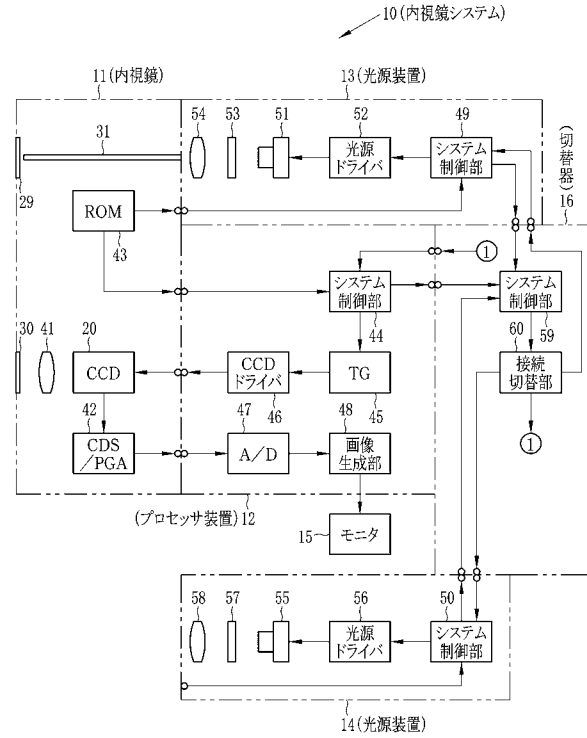 10(内視鏡システム)
11(内視鏡)
13(光源装置)
54 53 51 52 49
31
光源
ドライバ
システム
制御部
(切替器)16
29
ROM
43
①
システム
制御部
44
システム
制御部
59
30 41 20
CCD
CCD
ドライバ
46
TG
45
60
接続
切替部
42
CDS
/PGA
47
A/D
48
画像
生成部
①
(プロセッサ装置)12
15
モニタ
58 57 55 56 50
光源
ドライバ
システム
制御部
14(光源装置)